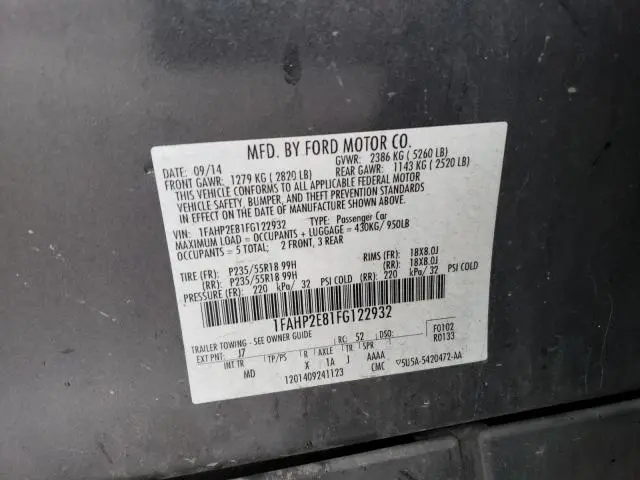 MFD. BY FORD MOTOR CO.
DATE: 09/14 GVWR: 2386 KG ( 5260 LB)
FRONT GAWR: 1279 KG ( 2820 LB) REAR GAWR: 1143 KG ( 2520 LB)
THIS VEHICLE CONFORMS TO ALL APPLICABLE FEDERAL MOTOR
VEHICLE SAFETY, BUMPER, AND THEFT PREVENTION STANDARDS
IN EFFECT ON THE DATE OF MANUFACTURE SHOWN ABOVE.
VIN: 1FAHP2E81FG122932 TYPE: Passenger Car
MAXIMUM LOAD = OCCUPANTS + LUGGAGE = 430KG/ 950LB
OCCUPANTS = 5 TOTAL; 2 FRONT, 3 REAR
TIRE (FR): P235/55R18 99H RIMS (FR): 18X8.0J
(RR): P235/55R18 99H (RR): 18X8.0J
PRESSURE (FR): 220 kPa/ 32 PSI COLD (RR): 220 kPa/ 32 PSI COLD
1FAHP2E81FG122932
TRAILER TOWING - SEE OWNER GUIDE RC: 52 DSO: F0102
EXT PNT: J7 R0133
INT TR TP/PS R AXLE TR SPR
MD X 1A J AAAA
1201409241123 CMC ▽5U5A-5420472-AA